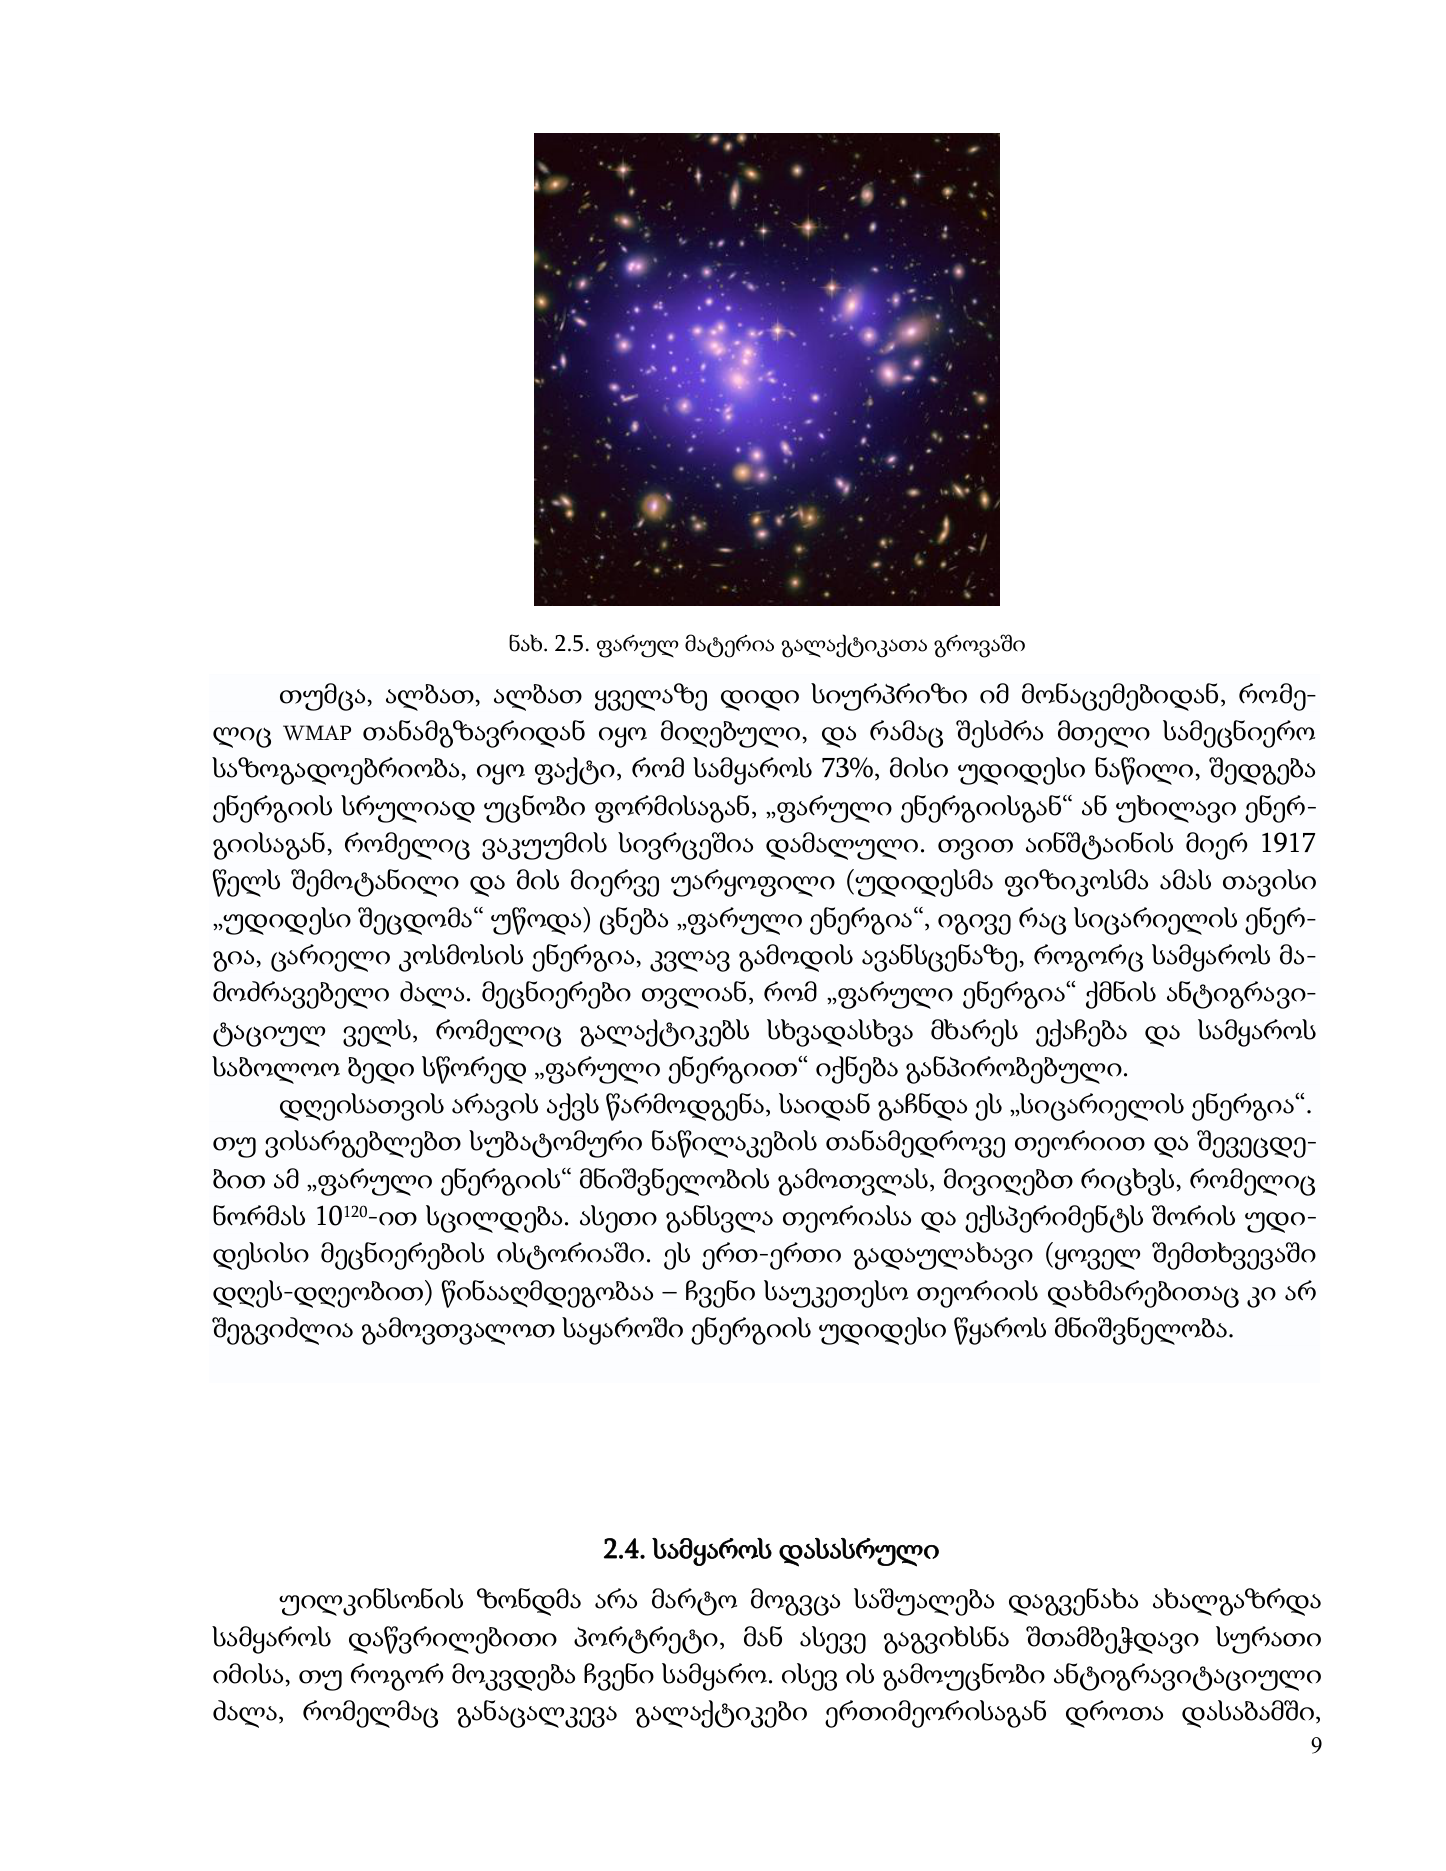 ნახ. 2.5. ფარულ მატერია გალაქტიკათა გროვაში
თუმცა, ალბათ, ალბათ ყველაზე დიდი სიურპრიზი იმ მონაცემებიდან, რომე-
ლიც WMAP თანამგზავრიდან იყო მიღებული, და რამაც შესძრა მთელი სამეცნიერო
საზოგადოებრიობა, იყო ფაქტი, რომ სამყაროს 73%, მისი უდიდესი ნაწილი, შედგება
ენერგიის სრულიად უცნობი ფორმისაგან, „ფარული ენერგიისგან“ ან უხილავი ენერ-
გიისაგან, რომელიც ვაკუუმის სივრცეშია დამალული. თვით აინშტაინის მიერ 1917
წელს შემოტანილი და მის მიერვე უარყოფილი (უდიდესმა ფიზიკოსმა ამას თავისი
„უდიდესი შეცდომა“ უწოდა) ცნება „ფარული ენერგია“, იგივე რაც სიცარიელის ენერ-
გია, ცარიელი კოსმოსის ენერგია, კვლავ გამოდის ავანსცენაზე, როგორც სამყაროს მა-
მოძრავებელი ძალა. მეცნიერები თვლიან, რომ „ფარული ენერგია“ ქმნის ანტიგრავი-
ტაციულ ველს, რომელიც გალაქტიკებს სხვადასხვა მხარეს ექაჩება და სამყაროს
საბოლოო ბედი სწორედ „ფარული ენერგიით“ იქნება განპირობებული.
დღეისათვის არავის აქვს წარმოდგენა, საიდან გაჩნდა ეს „სიცარიელის ენერგია“.
თუ ვისარგებლებთ სუბატომური ნაწილაკების თანამედროვე თეორიით და შევეცდე-
ბით ამ „ფარული ენერგიის“ მნიშვნელობის გამოთვლას, მივიღებთ რიცხვს, რომელიც
ნორმას 10¹²⁰-ით სცილდება. ასეთი განსვლა თეორიასა და ექსპერიმენტს შორის უდი-
დესისი მეცნიერების ისტორიაში. ეს ერთ-ერთი გადაულახავი (ყოველ შემთხვევაში
დღეს-დღეობით) წინააღმდეგობაა – ჩვენი საუკეთესო თეორიის დახმარებითაც კი არ
შეგვიძლია გამოვთვალოთ საყაროში ენერგიის უდიდესი წყაროს მნიშვნელობა.
2.4. სამყაროს დასასრული
უილკინსონის ზონდმა არა მარტო მოგვცა საშუალება დაგვენახა ახალგაზრდა
სამყაროს დაწვრილებითი პორტრეტი, მან ასევე გაგვიხსნა შთამბეჭდავი სურათი
იმისა, თუ როგორ მოკვდება ჩვენი სამყარო. ისევ ის გამოუცნობი ანტიგრავიტაციული
ძალა, რომელმაც განაცალკევა გალაქტიკები ერთიმეორისაგან დროთა დასაბამში,
9